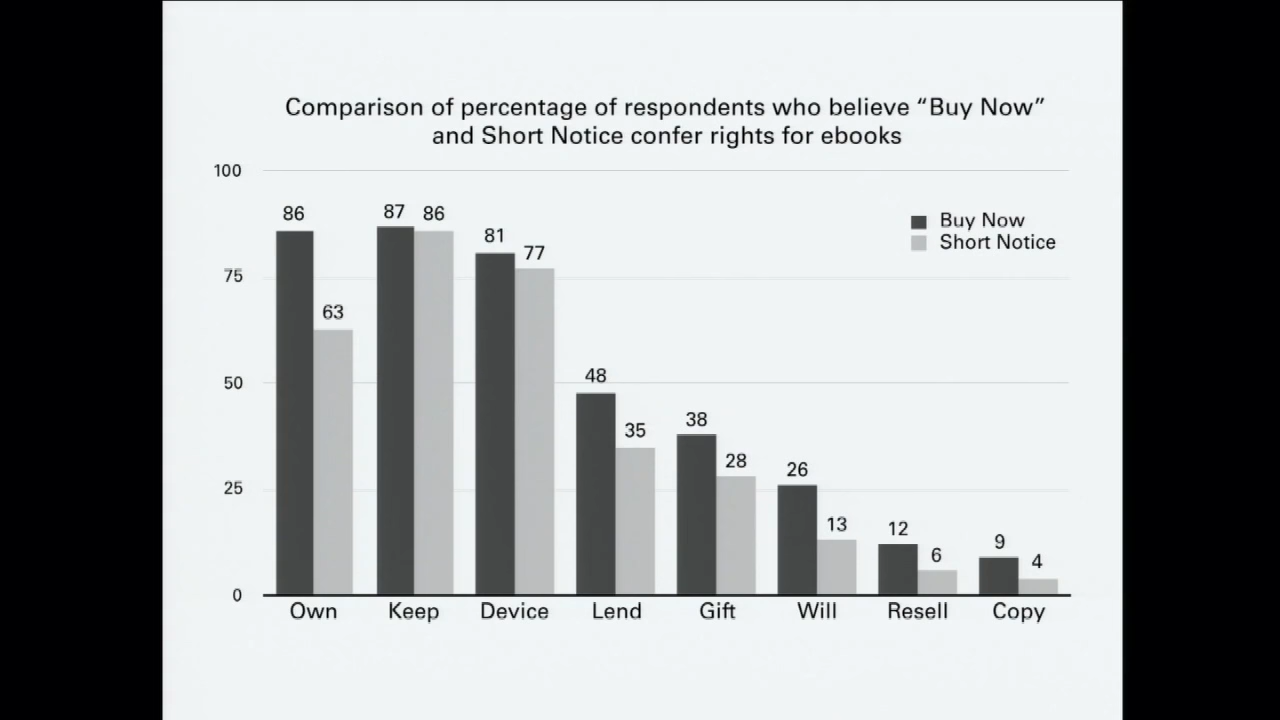 Comparison of percentage of respondents who believe “Buy Now”
and Short Notice confer rights for ebooks
100
75
50
25
0
Buy Now
Short Notice
86
63
87
86
81
77
48
35
38
28
26
13
12
6
9
4
Own
Keep
Device
Lend
Gift
Will
Resell
Copy